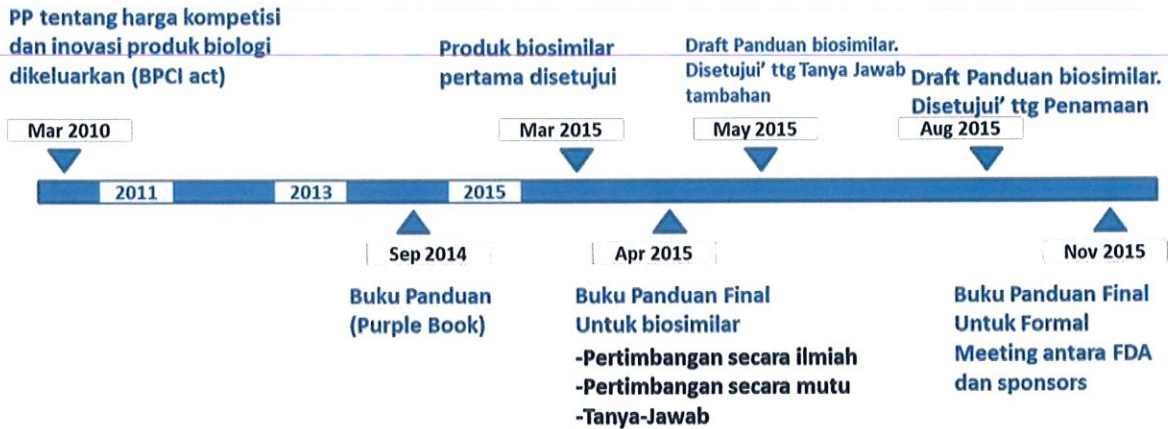 PP tentang harga kompetisi
dan inovasi produk biologi
dikeluarkan (BPCI act)
Mar 2010
Produk biosimilar
pertama disetujui
Mar 2015
Draft Panduan biosimilar.
Disetujui' ttg Tanya Jawab
tambahan
May 2015
Draft Panduan biosimilar.
Disetujui' ttg Penamaan
Aug 2015
2011
2013
2015
Sep 2014
Buku Panduan
(Purple Book)
Apr 2015
Buku Panduan Final
Untuk biosimilar
-Pertimbangan secara ilmiah
-Pertimbangan secara mutu
-Tanya-Jawab
Nov 2015
Buku Panduan Final
Untuk Formal
Meeting antara FDA
dan sponsors